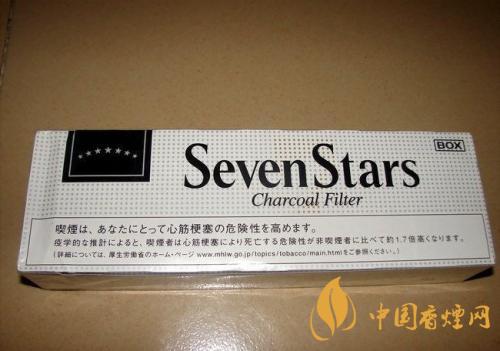 BOX
SevenStars
Charcoal Filter
喫煙は、あなたにとって心筋梗塞の危険性を高めます。
疫学的な推計によると、喫煙者は心筋梗塞により死亡する危険性が非喫煙者に比べて約1.7倍高くなります。
(詳細については、厚生労働省のホーム・ページ www.mhlw.go.jp/topics/tobacco/main.htmlをご参照ください。)
中国香烟网